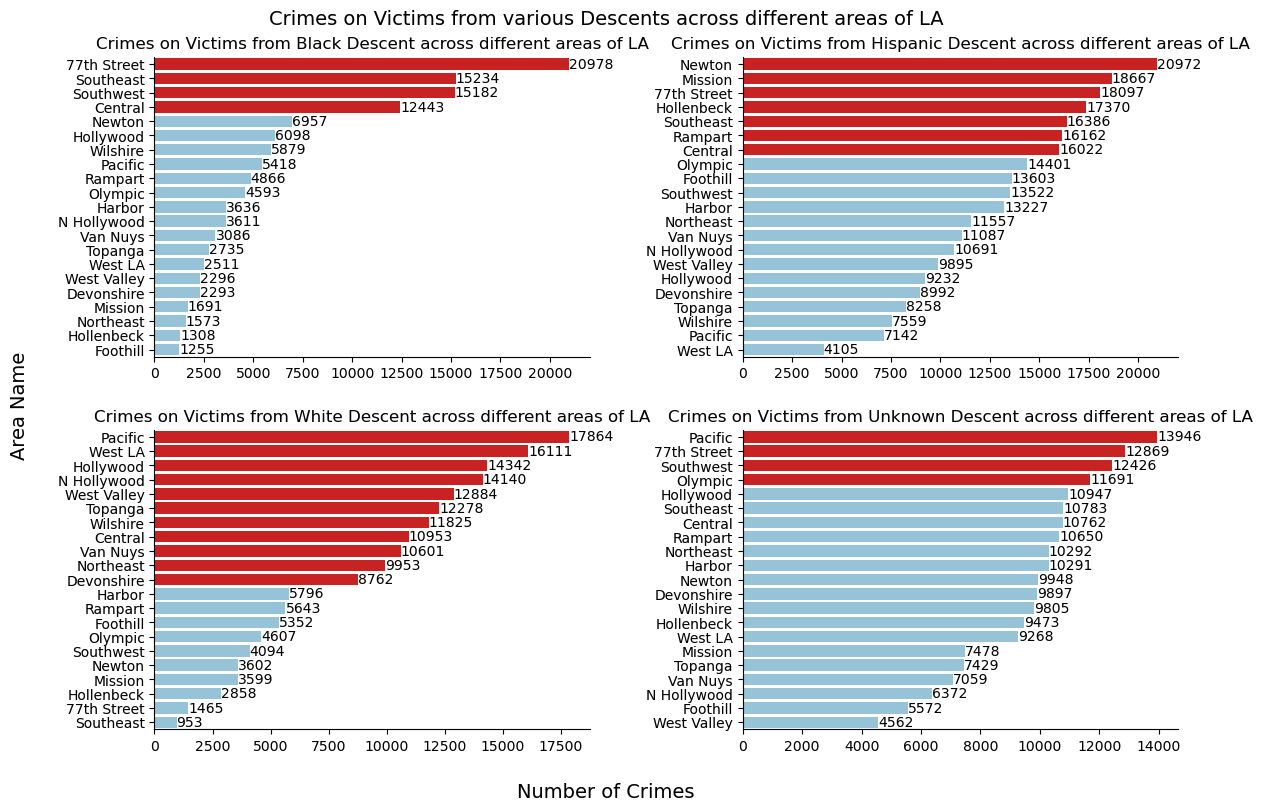 Crimes on Victims from various Descents across different areas of LA
Crimes on Victims from Black Descent across different areas of LA
77th Street 20978
Southeast 15234
Southwest 15182
Central 12443
Newton 6957
Hollywood 6098
Wilshire 5879
Pacific 5418
Rampart 4866
Olympic 4593
Harbor 3636
N Hollywood 3611
Van Nuys 3086
Topanga 2735
West LA 2511
West Valley 2296
Devonshire 2293
Mission 1691
Northeast 1573
Hollenbeck 1308
Foothill 1255
0 2500 5000 7500 10000 12500 15000 17500 20000
Crimes on Victims from Hispanic Descent across different areas of LA
Newton 20972
Mission 18667
77th Street 18097
Hollenbeck 17370
Southeast 16386
Rampart 16162
Central 16022
Olympic 14401
Foothill 13603
Southwest 13522
Harbor 13227
Northeast 11557
Van Nuys 11087
N Hollywood 10691
West Valley 9895
Hollywood 9232
Devonshire 8992
Topanga 8258
Wilshire 7559
Pacific 7142
West LA 4105
0 2500 5000 7500 10000 12500 15000 17500 20000
Area Name
Crimes on Victims from White Descent across different areas of LA
Pacific 17864
West LA 16111
Hollywood 14342
N Hollywood 14140
West Valley 12884
Topanga 12278
Wilshire 11825
Central 10953
Van Nuys 10601
Northeast 9953
Devonshire 8762
Harbor 5796
Rampart 5643
Foothill 5352
Olympic 4607
Southwest 4094
Newton 3602
Mission 3599
Hollenbeck 2858
77th Street 1465
Southeast 953
0 2500 5000 7500 10000 12500 15000 17500
Crimes on Victims from Unknown Descent across different areas of LA
Pacific 13946
77th Street 12869
Southwest 12426
Olympic 11691
Hollywood 10947
Southeast 10783
Central 10762
Rampart 10650
Northeast 10292
Harbor 10291
Newton 9948
Devonshire 9897
Wilshire 9805
Hollenbeck 9473
West LA 9268
Mission 7478
Topanga 7429
Van Nuys 7059
N Hollywood 6372
Foothill 5572
West Valley 4562
0 2000 4000 6000 8000 10000 12000 14000
Number of Crimes